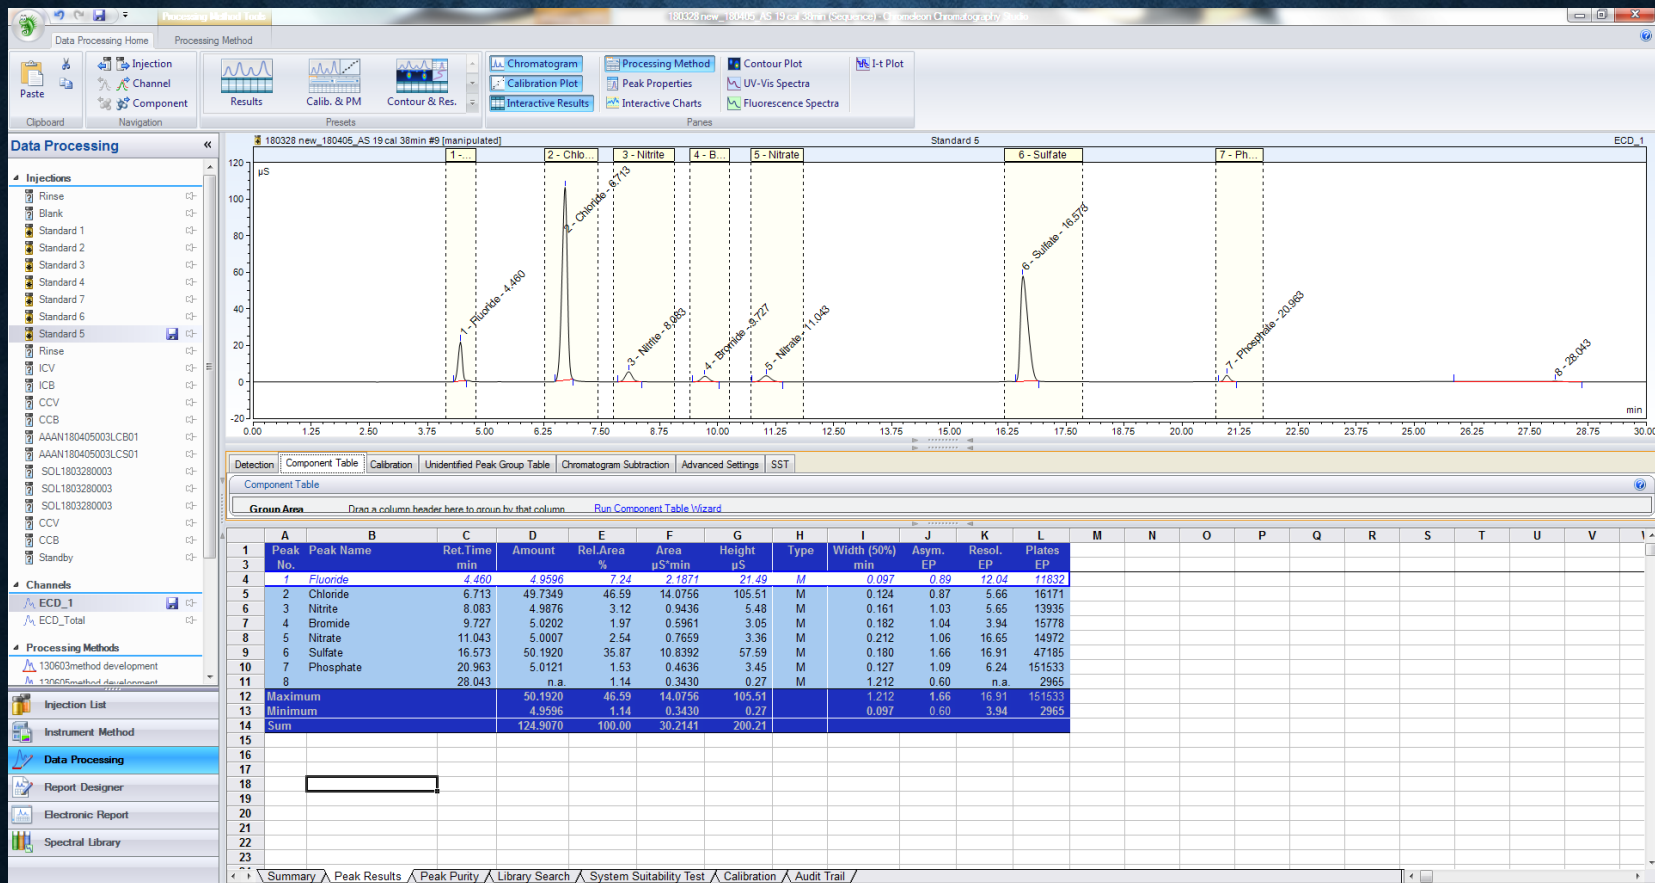 Processing Method Tools
180328 new_180405_AS 19 cal 38min (Sequence) - Chromeleon Chromatography Studio
Data Processing Home
Processing Method
Paste
Injection
Channel
Component
Results
Calib. & PM
Contour & Res.
Chromatogram
Calibration Plot
Interactive Results
Processing Method
Peak Properties
Interactive Charts
Contour Plot
UV-Vis Spectra
Fluorescence Spectra
I-t Plot
Clipboard
Navigation
Presets
Panes
Data Processing
«
Injections
Rinse
Blank
Standard 1
Standard 2
Standard 3
Standard 4
Standard 7
Standard 6
Standard 5
Rinse
ICV
ICB
CCV
CCB
AAAN180405003LCB01
AAAN180405003LCS01
SOL1803280003
SOL1803280003
SOL1803280003
CCV
CCB
Standby
Channels
ECD_1
ECD_Total
Processing Methods
130603method development
130605method development
Injection List
Instrument Method
Data Processing
Report Designer
Electronic Report
Spectral Library
180328 new_180405_AS 19 cal 38min #9 [manipulated]
Standard 5
ECD_1
1 -...
2 - Chlo...
3 - Nitrite
4 - B...
5 - Nitrate
6 - Sulfate
7 - Ph...
µS
120
100
80
60
40
20
0
-20
1 - Fluoride - 4.460
2 - Chloride - 6.713
3 - Nitrite - 8.083
4 - Bromide - 9.727
5 - Nitrate - 11.043
6 - Sulfate - 16.573
7 - Phosphate - 20.963
8 - 28.043
min
0.00 1.25 2.50 3.75 5.00 6.25 7.50 8.75 10.00 11.25 12.50 13.75 15.00 16.25 17.50 18.75 20.00 21.25 22.50 23.75 25.00 26.25 27.50 28.75 30.00
Detection Component Table Calibration Unidentified Peak Group Table Chromatogram Subtraction Advanced Settings SST
Component Table
Group Area Drag a column header here to group by that column Run Component Table Wizard
A B C D E F G H I J K L M N O P Q R S T U V
1 Peak Peak Name Ret.Time Amount Rel.Area Area Height Type Width (50%) Asym. Resol. Plates
3 No. min % µS*min µS min EP EP EP
4 1 Fluoride 4.460 4.9596 7.24 2.1871 21.49 M 0.097 0.89 12.04 11832
5 2 Chloride 6.713 49.7349 46.59 14.0756 105.51 M 0.124 0.87 5.66 16171
6 3 Nitrite 8.083 4.9876 3.12 0.9436 5.48 M 0.161 1.03 5.65 13935
7 4 Bromide 9.727 5.0202 1.97 0.5961 3.05 M 0.182 1.04 3.94 15778
8 5 Nitrate 11.043 5.0007 2.54 0.7659 3.36 M 0.212 1.06 16.65 14972
9 6 Sulfate 16.573 50.1920 35.87 10.8392 57.59 M 0.180 1.66 16.91 47185
10 7 Phosphate 20.963 5.0121 1.53 0.4636 3.45 M 0.127 1.09 6.24 151533
11 8 28.043 n.a. 1.14 0.3430 0.27 M 1.212 0.60 n.a. 2965
12 Maximum 50.1920 46.59 14.0756 105.51 1.212 1.66 16.91 151533
13 Minimum 4.9596 1.14 0.3430 0.27 0.097 0.60 3.94 2965
14 Sum 124.9070 100.00 30.2141 200.21
15
16
17
18
19
20
21
22
23
Summary Peak Results Peak Purity Library Search System Suitability Test Calibration Audit Trail